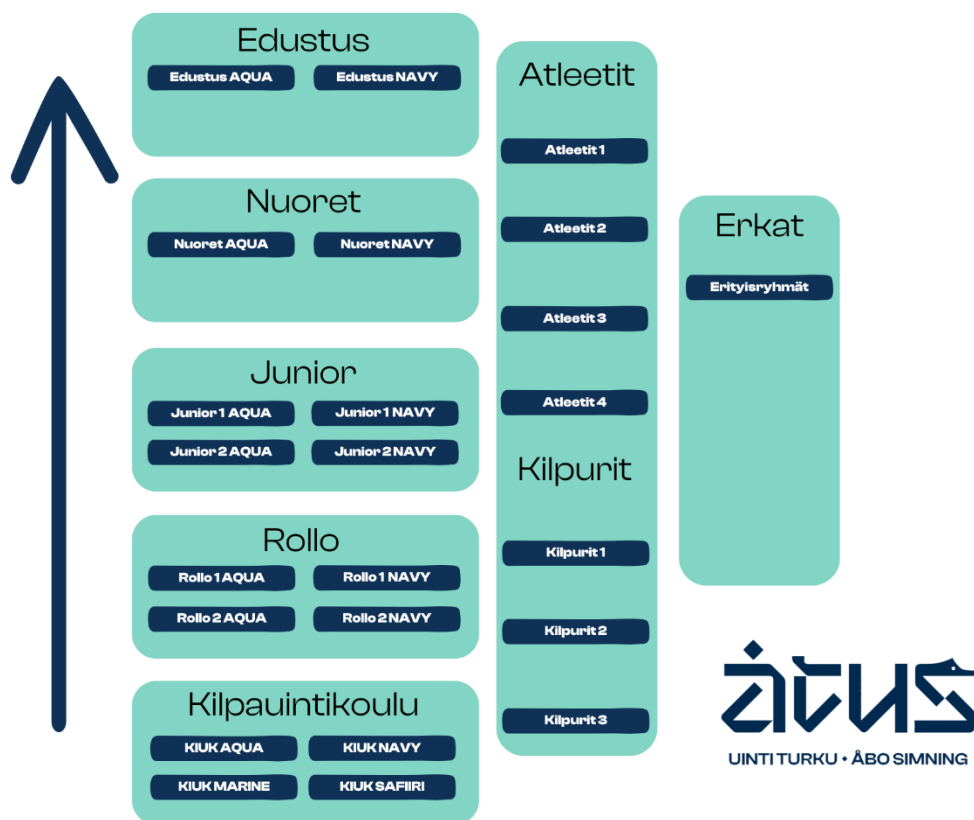 Edustus
Edustus AQUA
Edustus NAVY
Nuoret
Nuoret AQUA
Nuoret NAVY
Junior
Junior 1 AQUA
Junior 1 NAVY
Junior 2 AQUA
Junior 2 NAVY
Rollo
Rollo 1 AQUA
Rollo 1 NAVY
Rollo 2 AQUA
Rollo 2 NAVY
Kilpauintikoulu
KIUK AQUA
KIUK NAVY
KIUK MARINE
KIUK SAFIIRI
Atleetit
Atleetit 1
Atleetit 2
Atleetit 3
Atleetit 4
Kilpurit
Kilpurit 1
Kilpurit 2
Kilpurit 3
Erkat
Erityisryhmät
åtus
UINTI TURKU • ÅBO SIMNING